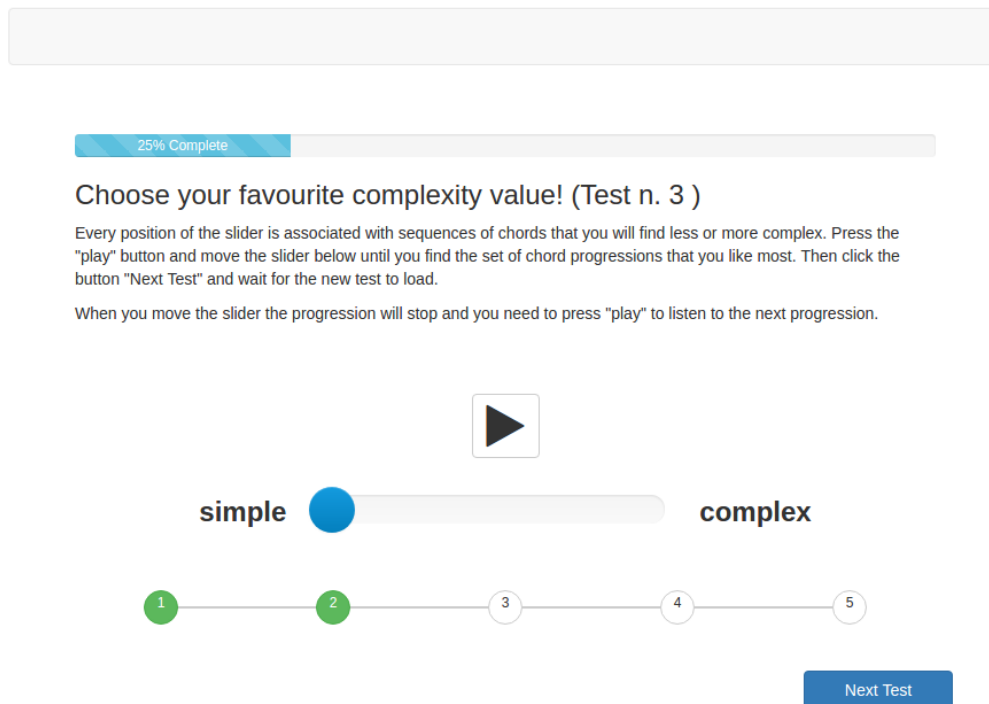 25% Complete
Choose your favourite complexity value! (Test n. 3 )
Every position of the slider is associated with sequences of chords that you will find less or more complex. Press the
"play" button and move the slider below until you find the set of chord progressions that you like most. Then click the
button "Next Test" and wait for the new test to load.
When you move the slider the progression will stop and you need to press "play" to listen to the next progression.
simple complex
1 2 3 4 5
Next Test